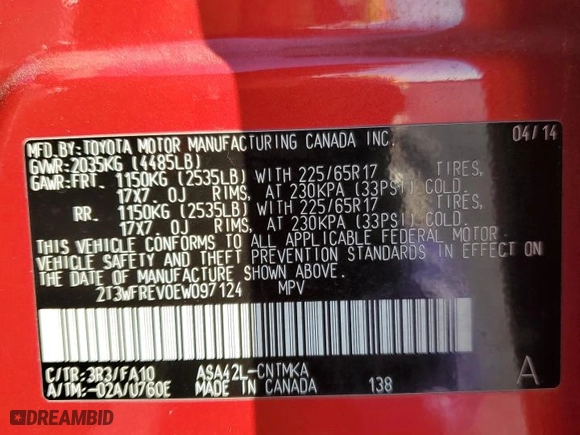 MFD.BY:TOYOTA MOTOR MANUFACTURING CANADA INC. 04/14
GVWR:2035KG (4485LB)
GAWR:FRT. 1150KG (2535LB) WITH 225/65R17 TIRES,
17X7.0J RIMS, AT 230KPA (33PSI) COLD.
RR. 1150KG (2535LB) WITH 225/65R17 TIRES,
17X7.0J RIMS, AT 230KPA (33PSI) COLD.
THIS VEHICLE CONFORMS TO ALL APPLICABLE FEDERAL MOTOR
VEHICLE SAFETY AND THEFT PREVENTION STANDARDS IN EFFECT ON
THE DATE OF MANUFACTURE SHOWN ABOVE.
2T3WFREV0EW097124 MPV
C/TR:3R3/FA10 ASA42L-CNTMKA
A/TM:-02A/U760E MADE IN CANADA 138 A
DREAMBID